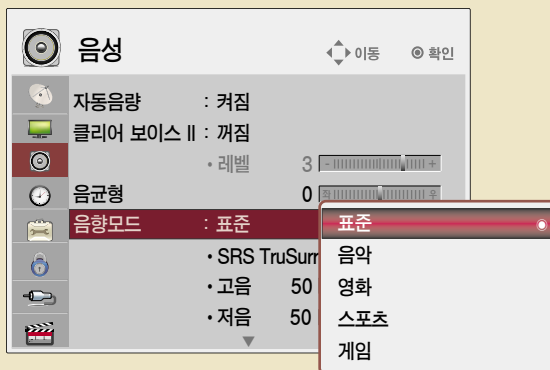 음성 이동 확인
자동음량 : 켜짐
클리어 보이스 II : 꺼짐
• 레벨 3 - +
음균형 0 좌 우
음향모드 : 표준
• SRS TruSurr
• 고음 50
• 저음 50
표준
음악
영화
스포츠
게임